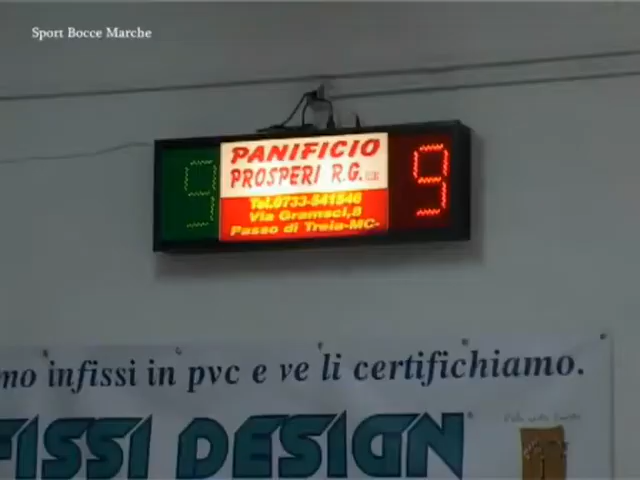 Sport Bocce Marche
PANIFICIO
9 PROSPERI R.G. 9
Tel.0733-541546
Via Gramsci,8
Passo di Treia-MC-
mo infissi in pvc e ve li certifichiamo.
FISSI DESIGN